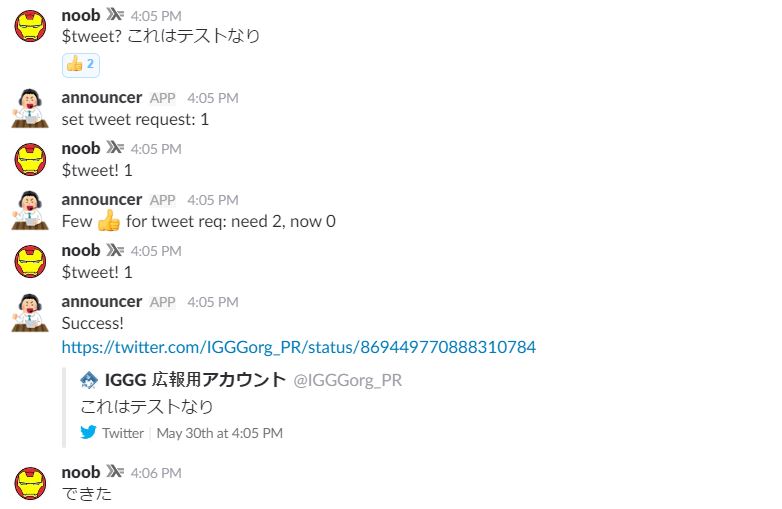 noob 4:05 PM
$tweet? これはテストなり
👍 2
announcer APP 4:05 PM
set tweet request: 1
noob 4:05 PM
$tweet! 1
announcer APP 4:05 PM
Few 👍 for tweet req: need 2, now 0
noob 4:05 PM
$tweet! 1
announcer APP 4:05 PM
Success!
https://twitter.com/IGGGorg_PR/status/869449770888310784
IGGG 広報用アカウント @IGGGorg_PR
これはテストなり
Twitter | May 30th at 4:05 PM
noob 4:06 PM
できた